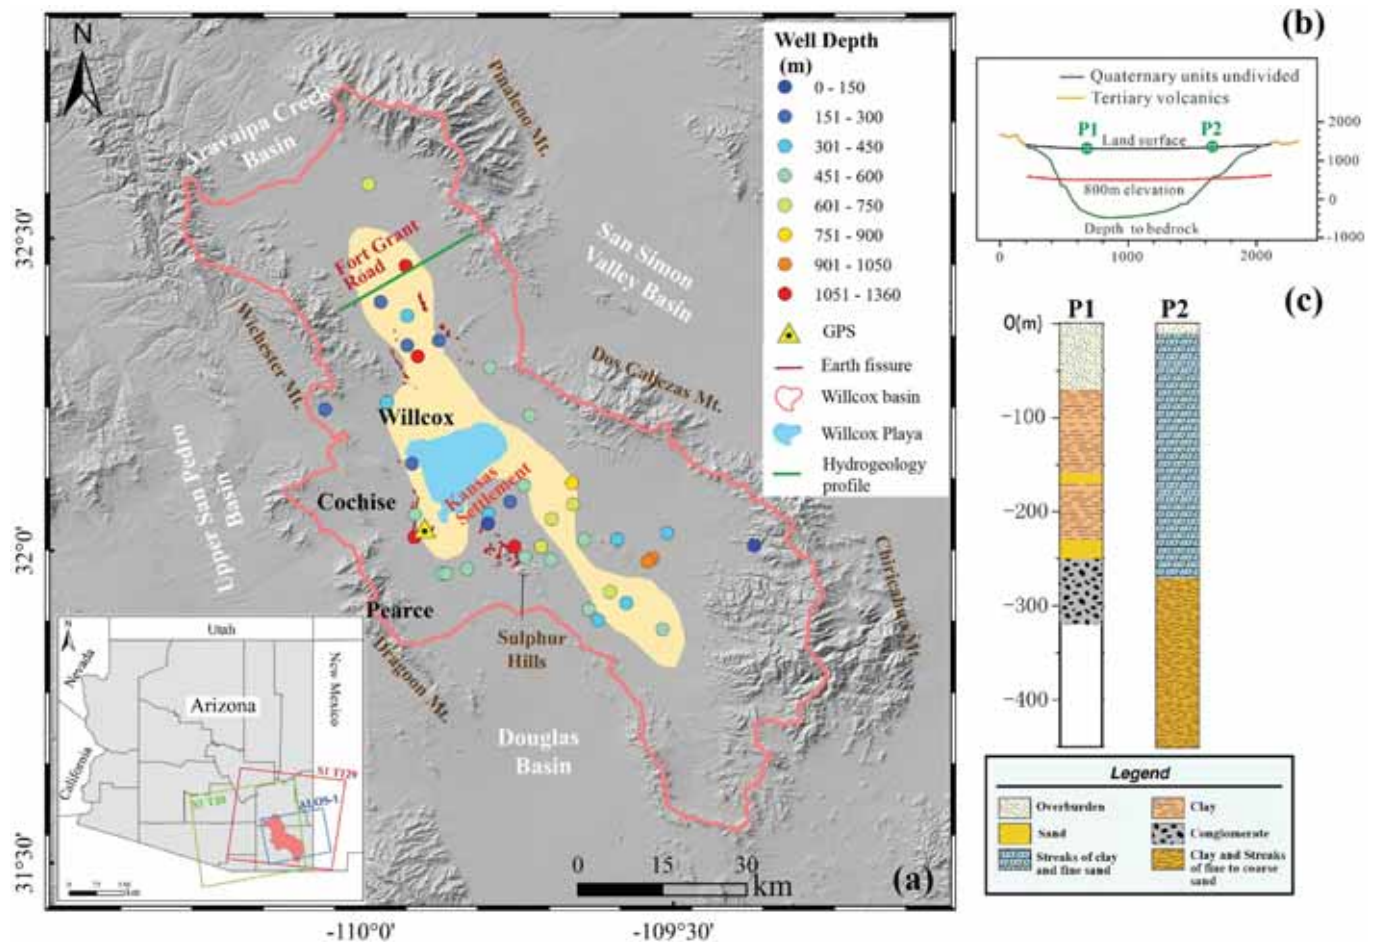 N
Pinaleno Mt.
Aravaipa Creek
Basin
32°30'
Fort Grant
Road
San Simon
Valley Basin
Wichester Mt.
Dos Cabezas Mt.
Willcox
Upper San Pedro
Basin
Cochise
Kansas
Settlement
32°0'
Chiricahua Mt.
Pearce
Sulphur
Hills
Dragoon Mt.
Douglas
Basin
31°30'
0 15 30
km
(a)
-110°0'
-109°30'
Well Depth
(m)
0 - 150
151 - 300
301 - 450
451 - 600
601 - 750
751 - 900
901 - 1050
1051 - 1360
GPS
Earth fissure
Willcox basin
Willcox Playa
Hydrogeology
profile
N
Utah
Nevada
Arizona
New Mexico
California
S1 T129
ALOS-1
(b)
Quaternary units undivided
Tertiary volcanics
P1
P2
Land surface
800m elevation
Depth to bedrock
2000
1000
0
-1000
0
1000
2000
(c)
P1
P2
0(m)
-100
-200
-300
-400
Legend
Overburden
Clay
Sand
Conglomerate
Streaks of clay
and fine sand
Clay and Streaks
of fine to coarse
sand